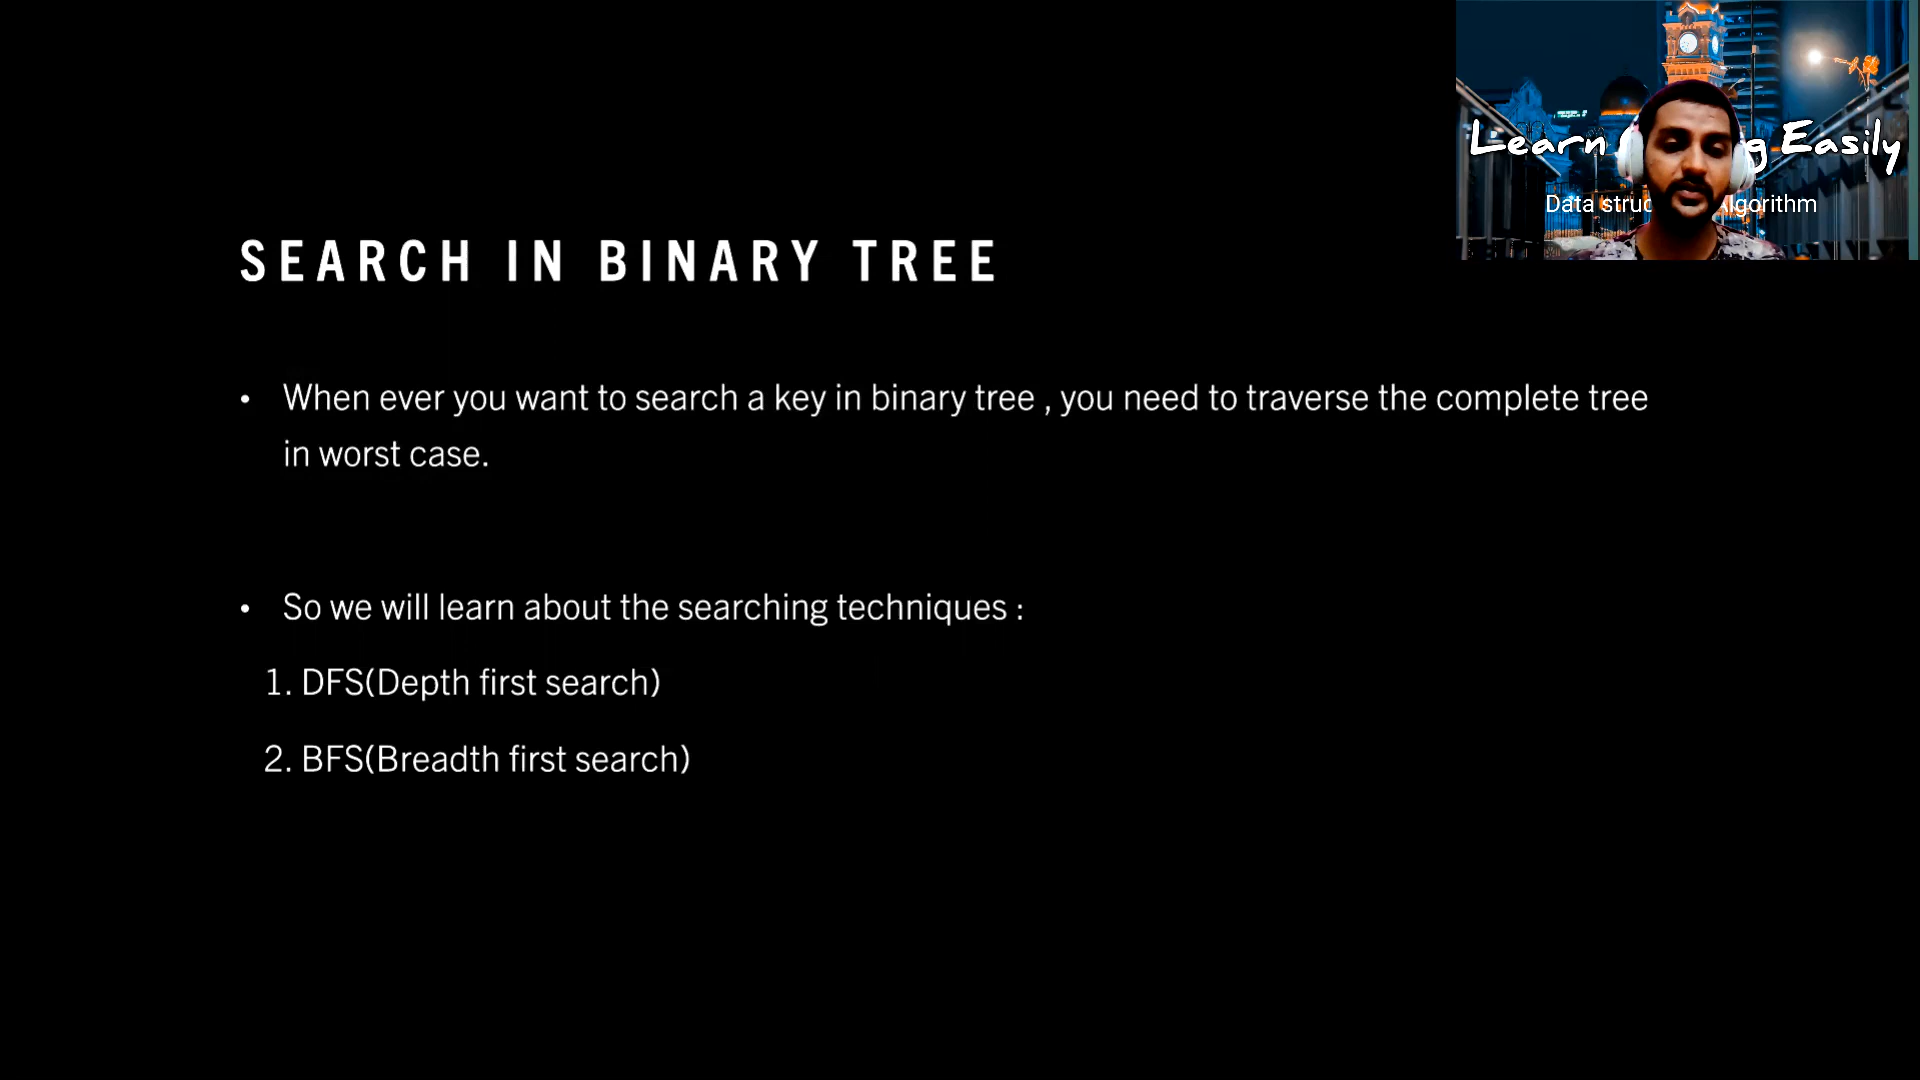 Learn Easily
Data Algorithm
SEARCH IN BINARY TREE
• When ever you want to search a key in binary tree , you need to traverse the complete tree
in worst case.
• So we will learn about the searching techniques :
1. DFS(Depth first search)
2. BFS(Breadth first search)